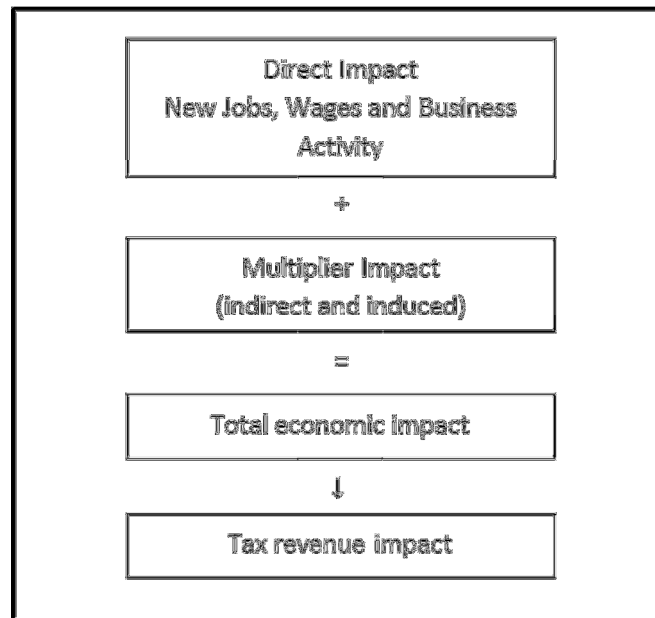 Direct Impact
New Jobs, Wages and Business
Activity
+
Multiplier Impact
(indirect and induced)
=
Total economic impact
↓
Tax revenue impact